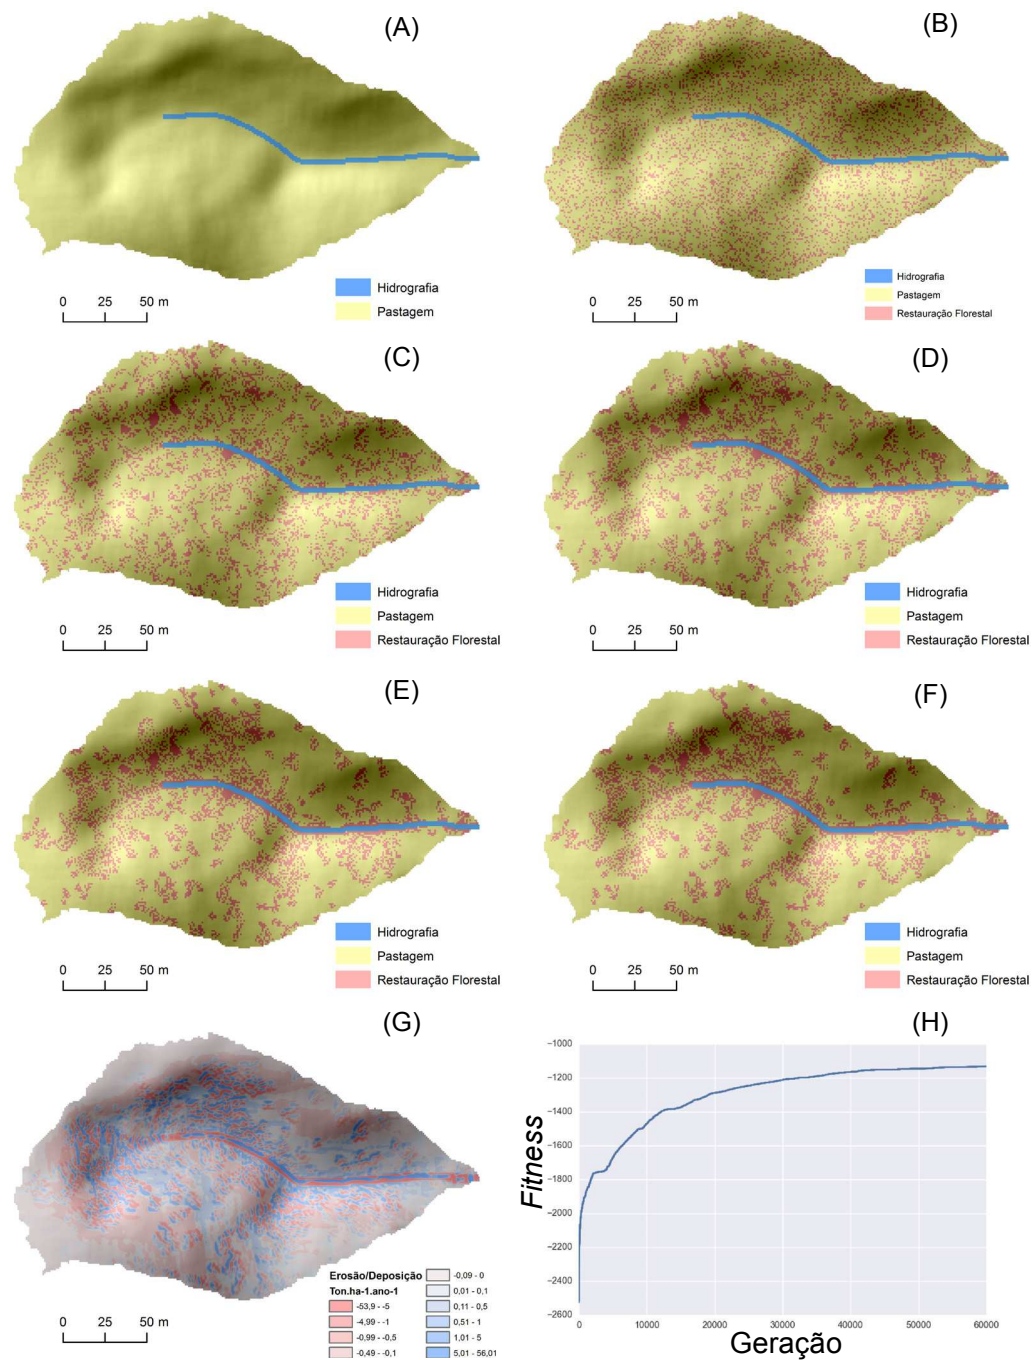 (A)
0 25 50 m
Hidrografia
Pastagem
(B)
Hidrografia
Pastagem
Restauração Florestal
(C)
0 25 50 m
Hidrografia
Pastagem
Restauração Florestal
(D)
0 25 50 m
Hidrografia
Pastagem
Restauração Florestal
(E)
0 25 50 m
Hidrografia
Pastagem
Restauração Florestal
(F)
0 25 50 m
Hidrografia
Pastagem
Restauração Florestal
(G)
0 25 50 m
Erosão/Deposição
Ton.ha-1.ano-1
-53,9 - -5
-4,99 - -1
-0,99 - -0,5
-0,49 - -0,1
-0,09 - 0
0,01 - 0,1
0,11 - 0,5
0,51 - 1
1,01 - 5
5,01 - 56,01
(H)
−1000
−1200
−1400
−1600
−1800
−2000
−2200
−2400
−2600
Fitness
0 10000 20000 30000 40000 50000 60000
Geração